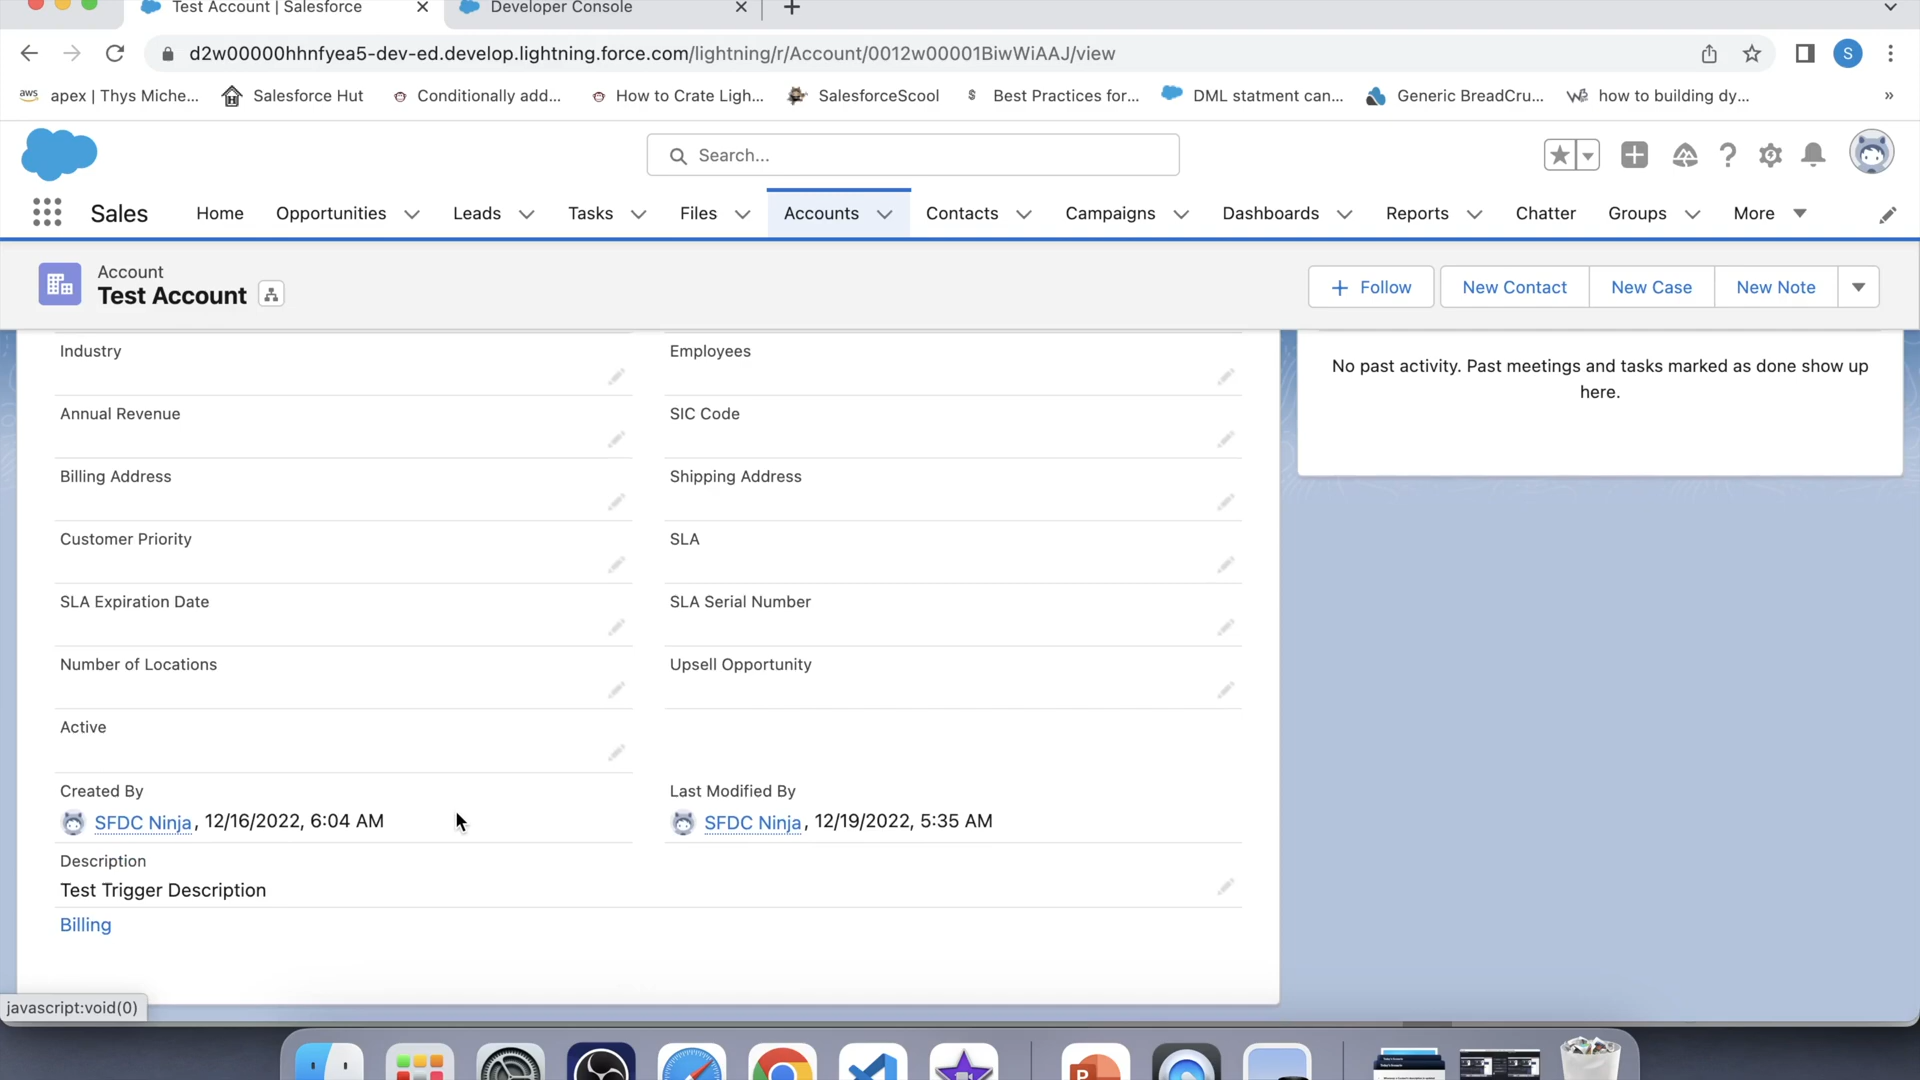 Test Account | Salesforce
Developer Console
d2w00000hhnfyea5-dev-ed.develop.lightning.force.com/lightning/r/Account/0012w00001BiwWiAAJ/view
S
aws apex | Thys Miche...
Salesforce Hut
Conditionally add...
How to Crate Ligh...
SalesforceScool
$ Best Practices for...
DML statment can...
Generic BreadCru...
how to building dy...
»
Search...
Sales
Home
Opportunities
Leads
Tasks
Files
Accounts
Contacts
Campaigns
Dashboards
Reports
Chatter
Groups
More
Account
Test Account
+ Follow
New Contact
New Case
New Note
Industry
Employees
No past activity. Past meetings and tasks marked as done show up
here.
Annual Revenue
SIC Code
Billing Address
Shipping Address
Customer Priority
SLA
SLA Expiration Date
SLA Serial Number
Number of Locations
Upsell Opportunity
Active
Created By
Last Modified By
SFDC Ninja, 12/16/2022, 6:04 AM
SFDC Ninja, 12/19/2022, 5:35 AM
Description
Test Trigger Description
Billing
javascript:void(0)
P